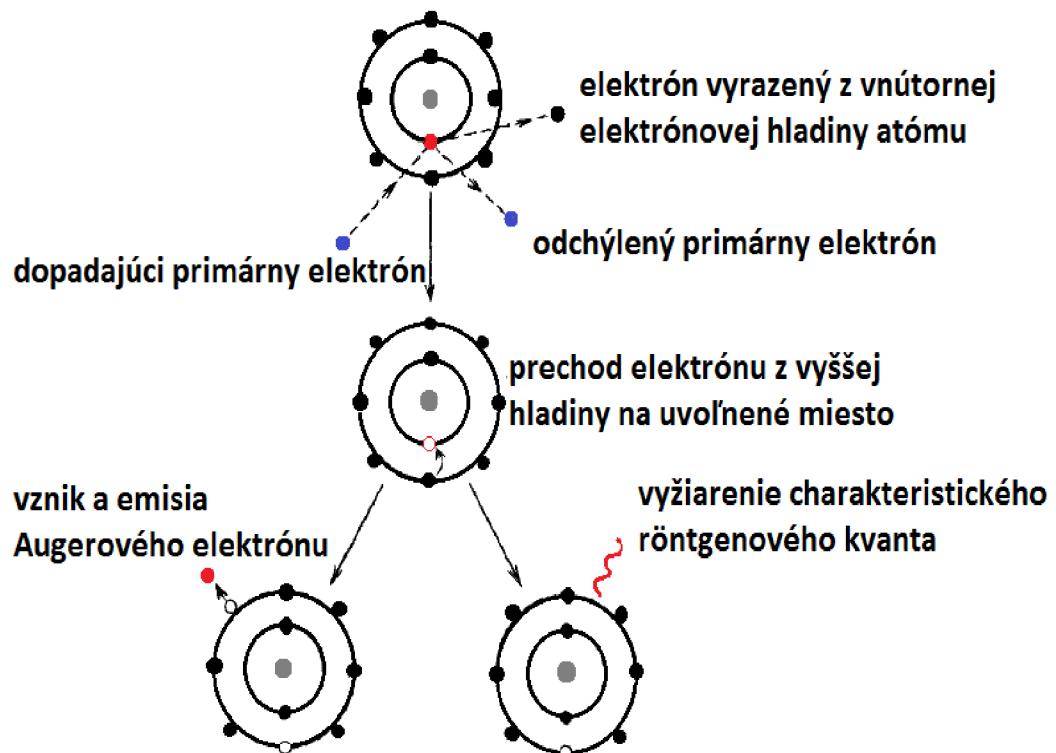 elektrón vyrazený z vnútornej
elektrónovej hladiny atómu
odchýlený primárny elektrón
dopadajúci primárny elektrón
prechod elektrónu z vyššej
hladiny na uvoľnené miesto
vznik a emisia
Augerového elektrónu
vyžiarenie charakteristického
röntgenového kvanta